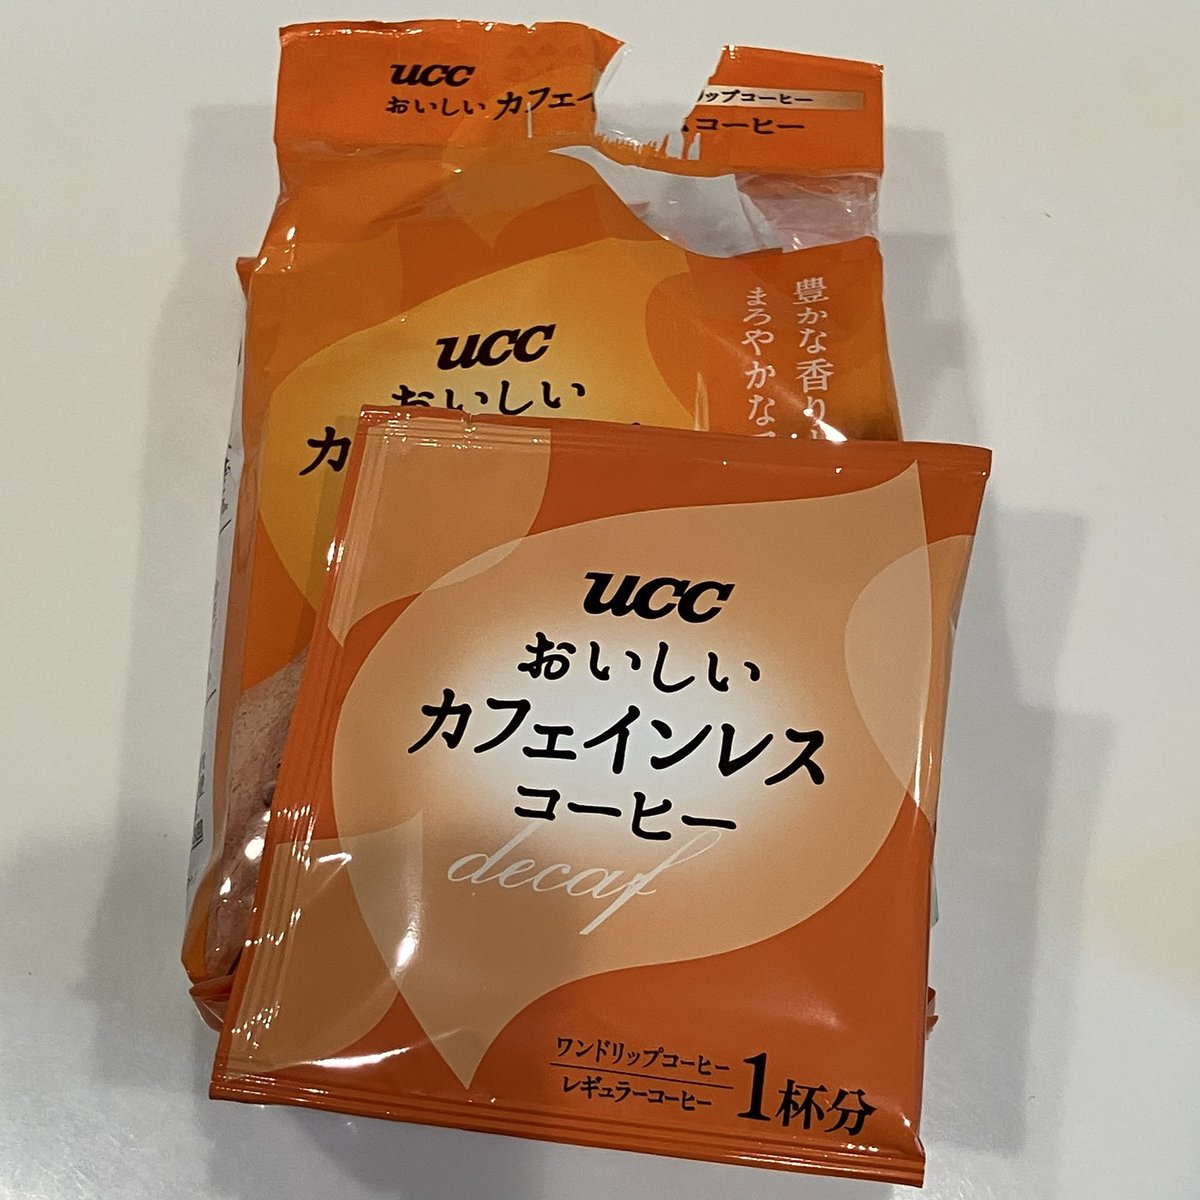 ucc
おいしい カフェイ
リップコーヒー
スコーヒー
豊かな香り
まろやかな
ucc
おいしい
カ
ucc
おいしい
カフェインレス
コーヒー
decaf
ワンドリップコーヒー
レギュラーコーヒー
1杯分